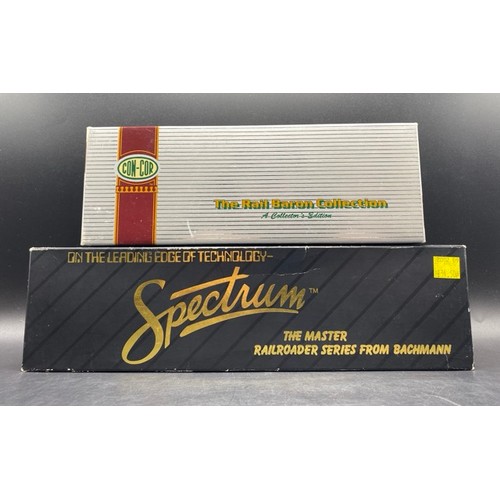 CON-COR
The Rail Baron Collection
A Collector's Edition
ON THE LEADING EDGE OF TECHNOLOGY-
Spectrum™
THE MASTER
RAILROADER SERIES FROM BACHMANN